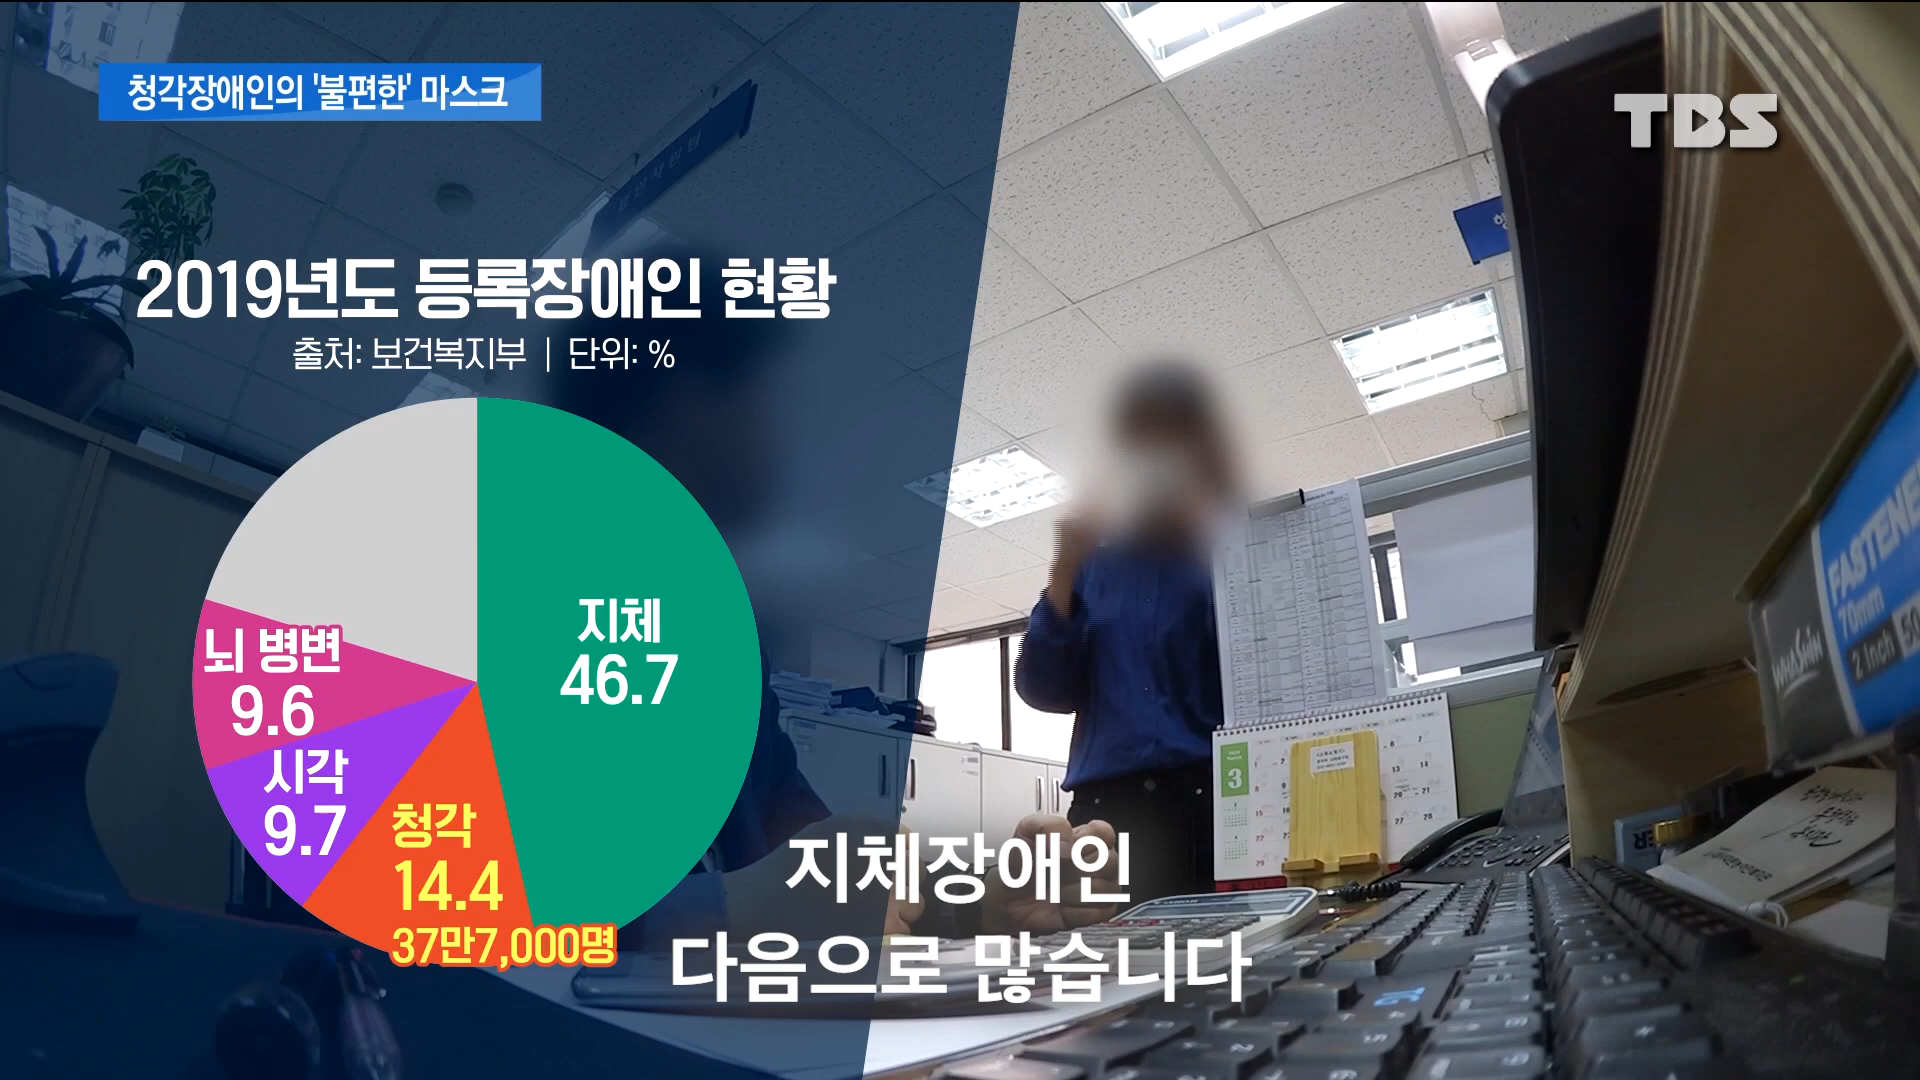 청각장애인의 '불편한' 마스크
TBS
2019년도 등록장애인 현황
출처: 보건복지부 | 단위: %
지체
46.7
뇌 병변
9.6
시각
9.7
청각
14.4
37만7,000명
지체장애인
다음으로 많습니다
FASTENE
70mm
2 Inch 50
WHASHIN
3